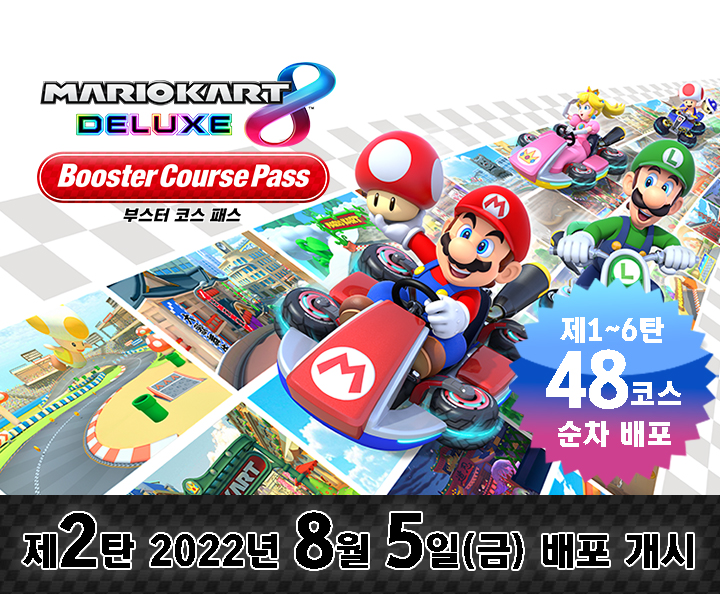 MARIOKART 8™
DELUXE
Booster Course Pass
부스터 코스 패스
M
L
M
L
제1~6탄
48코스
순차 배포
MARIOKART
제2탄 2022년 8월 5일(금) 배포 개시